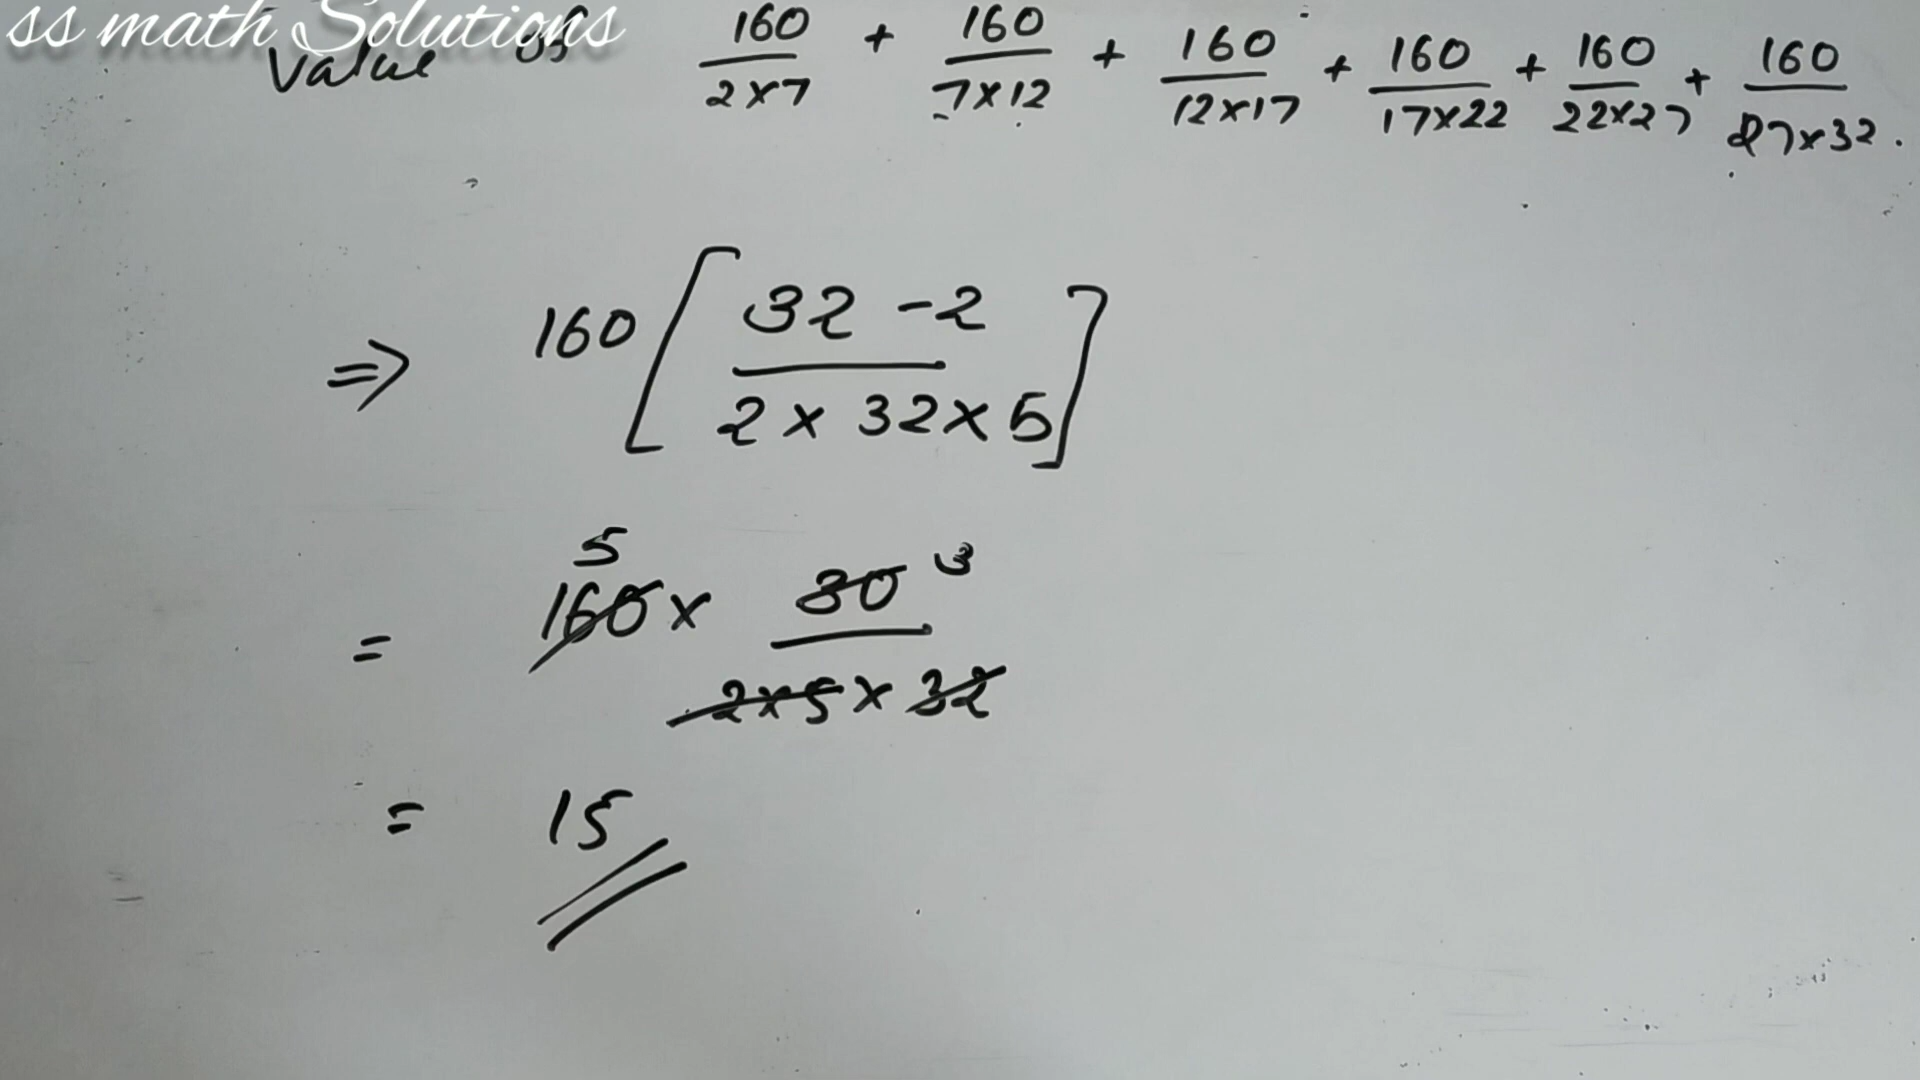 ss math Solutions
Value of 160/2×7 + 160/7×12 + 160/12×17 + 160/17×22 + 160/22×27 + 160/27×32.
⇒ 160 [ 32 - 2 / 2 × 32 × 5 ]
5 3
= 160 × 30 / 2×5 × 32
= 15